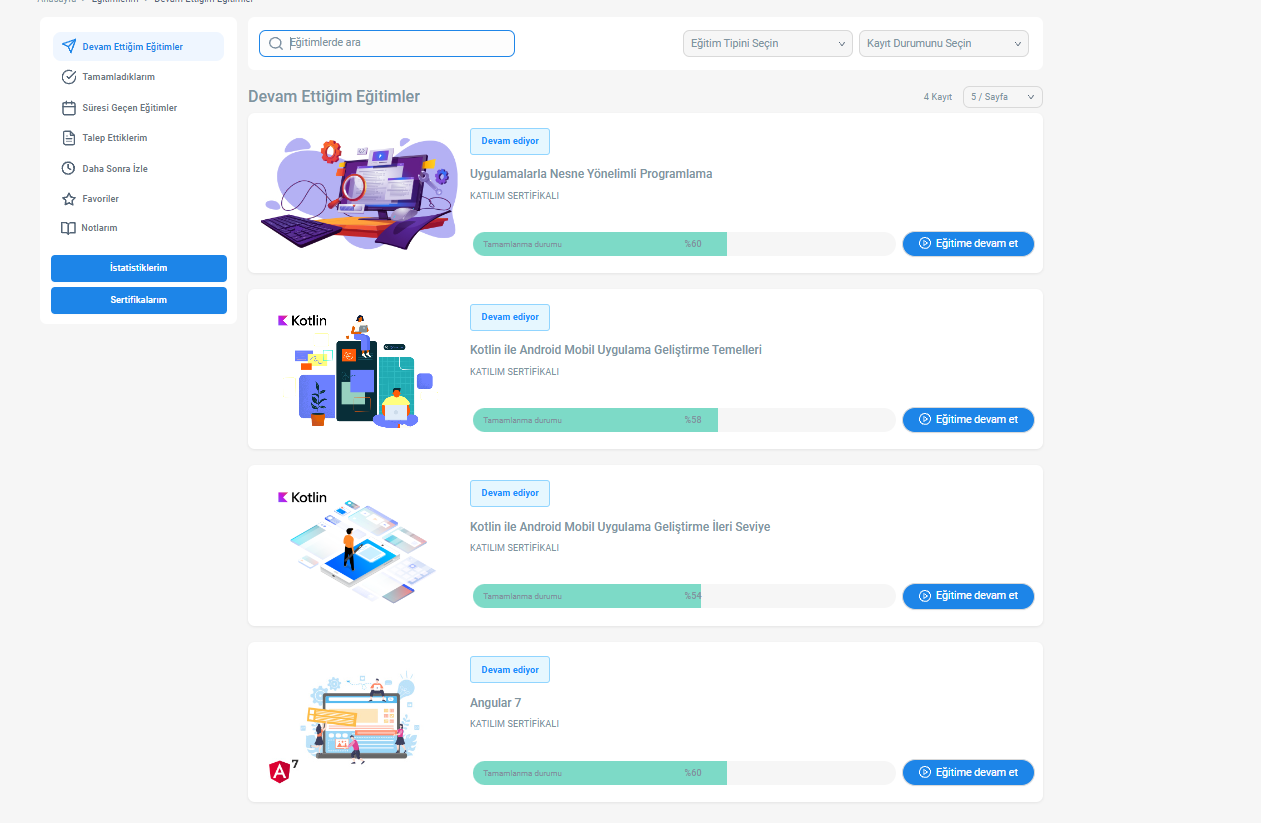 Anasayfa > Eğitimlerim > Devam Ettiğim Eğitimler
Devam Ettiğim Eğitimler
Tamamladıklarım
Süresi Geçen Eğitimler
Talep Ettiklerim
Daha Sonra İzle
Favoriler
Notlarım
İstatistiklerim
Sertifikalarım
Eğitimlerde ara
Eğitim Tipini Seçin
Kayıt Durumunu Seçin
Devam Ettiğim Eğitimler
4 Kayıt
5 / Sayfa
Devam ediyor
Uygulamalarla Nesne Yönelimli Programlama
KATILIM SERTİFİKALI
Tamamlanma durumu %60
Eğitime devam et
Kotlin
Devam ediyor
Kotlin ile Android Mobil Uygulama Geliştirme Temelleri
KATILIM SERTİFİKALI
Tamamlanma durumu %58
Eğitime devam et
Kotlin
Devam ediyor
Kotlin ile Android Mobil Uygulama Geliştirme İleri Seviye
KATILIM SERTİFİKALI
Tamamlanma durumu %54
Eğitime devam et
A 7
Devam ediyor
Angular 7
KATILIM SERTİFİKALI
Tamamlanma durumu %60
Eğitime devam et